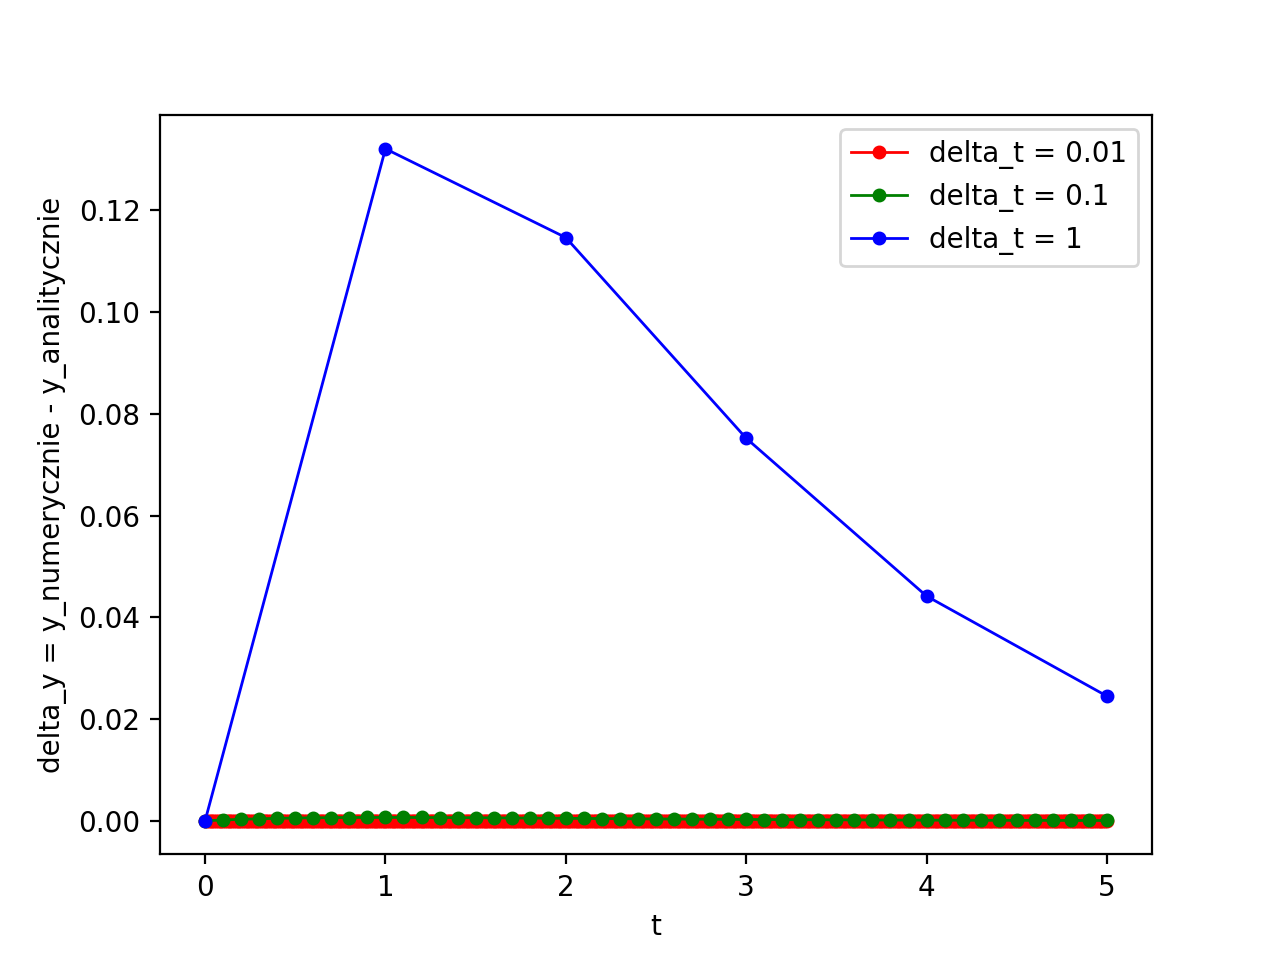 delta_t = 0.01
delta_t = 0.1
delta_t = 1
delta_y = y_numerycznie - y_analitycznie
0.12
0.10
0.08
0.06
0.04
0.02
0.00
0 1 2 3 4 5
t